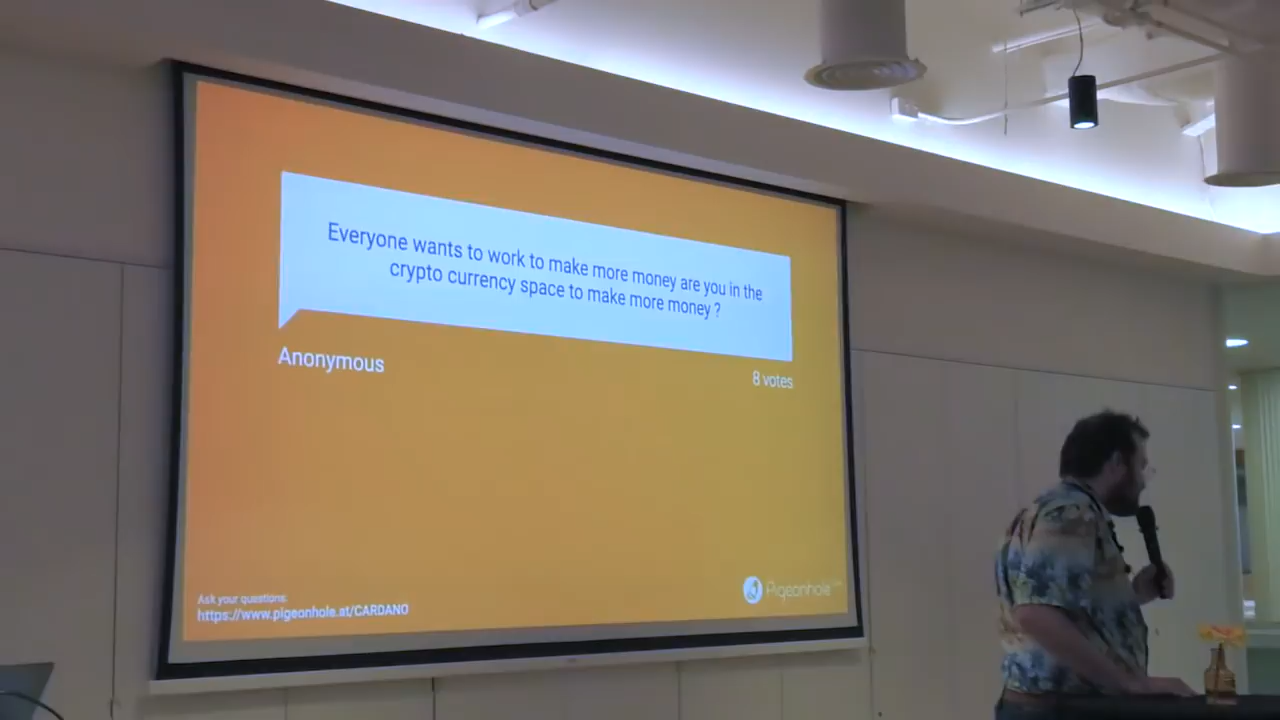 Everyone wants to work to make more money are you in the
crypto currency space to make more money ?
Anonymous
8 votes
Ask your questions:
https://www.pigeonhole.at/CARDANO
Pigeonhole